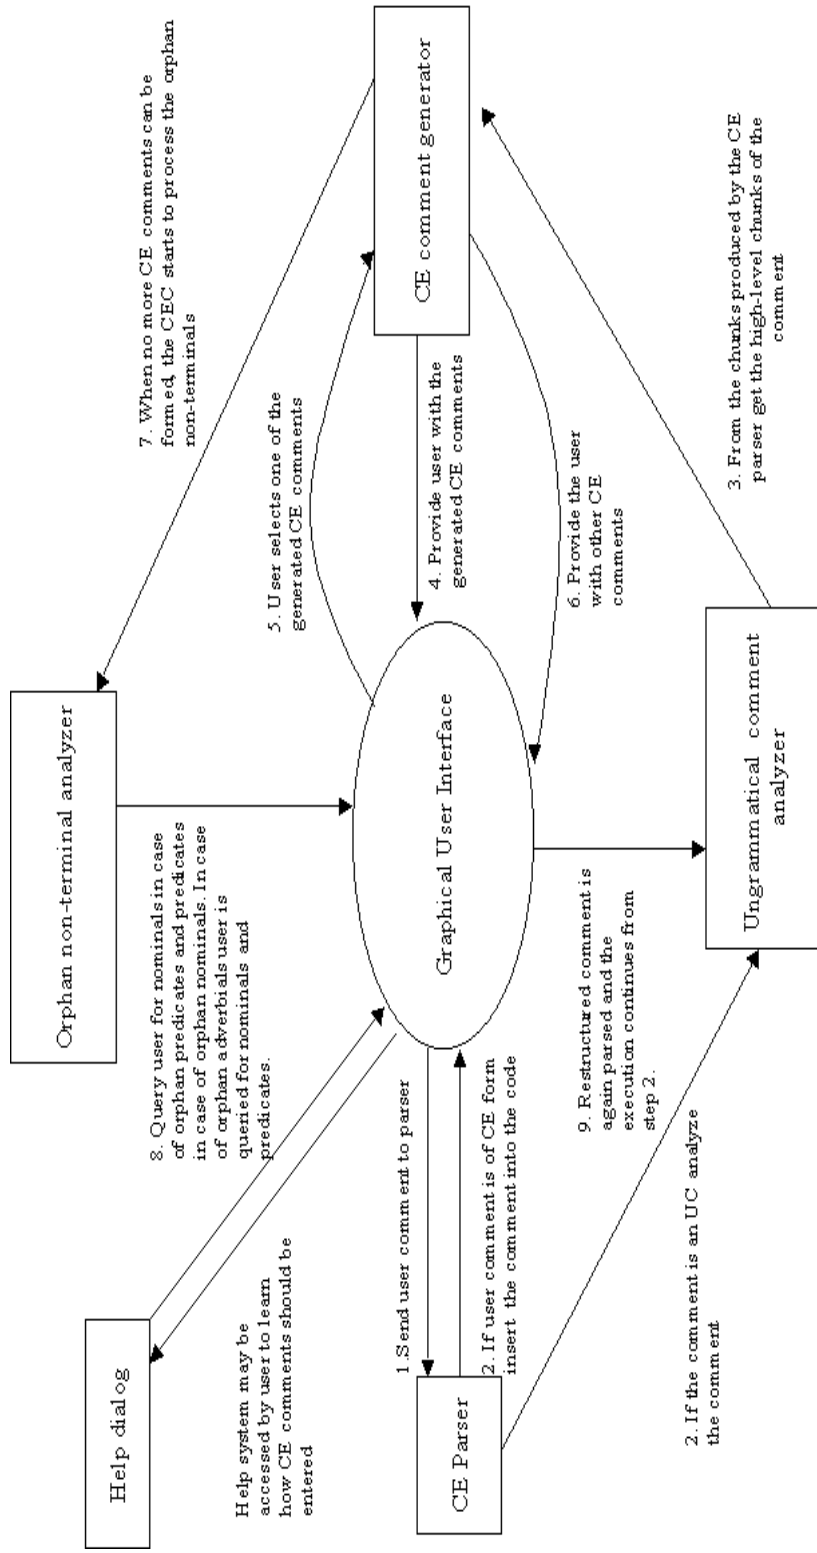 Help dialog
Orphan non-terminal analyzer
7. When no more CE comments can be
formed, the CEC starts to process the orphan
non-terminals
8. Query user for nominals in case
of orphan predicates and predicates
in case of orphan nominals. In case
of orphan adverbials user is
queried for nominals and
predicates.
Help system may be
accessed by user to learn
how CE comments should be
entered
5. User selects one of the
generated CE comments
CE Parser
1.Send user comment to parser
2. If user comment is of CE form
insert the comment into the code
Graphical User Interface
4. Provide user with the
generated CE comments
CE comment generator
6. Provide the user
with other CE
comments
9. Restructured comment is
again parsed and the
execution continues from
step 2.
2. If the comment is an UC analyze
the comment
Ungrammatical comment
analyzer
3. From the chunks produced by the CE
parser get the high-level chunks of the
comment